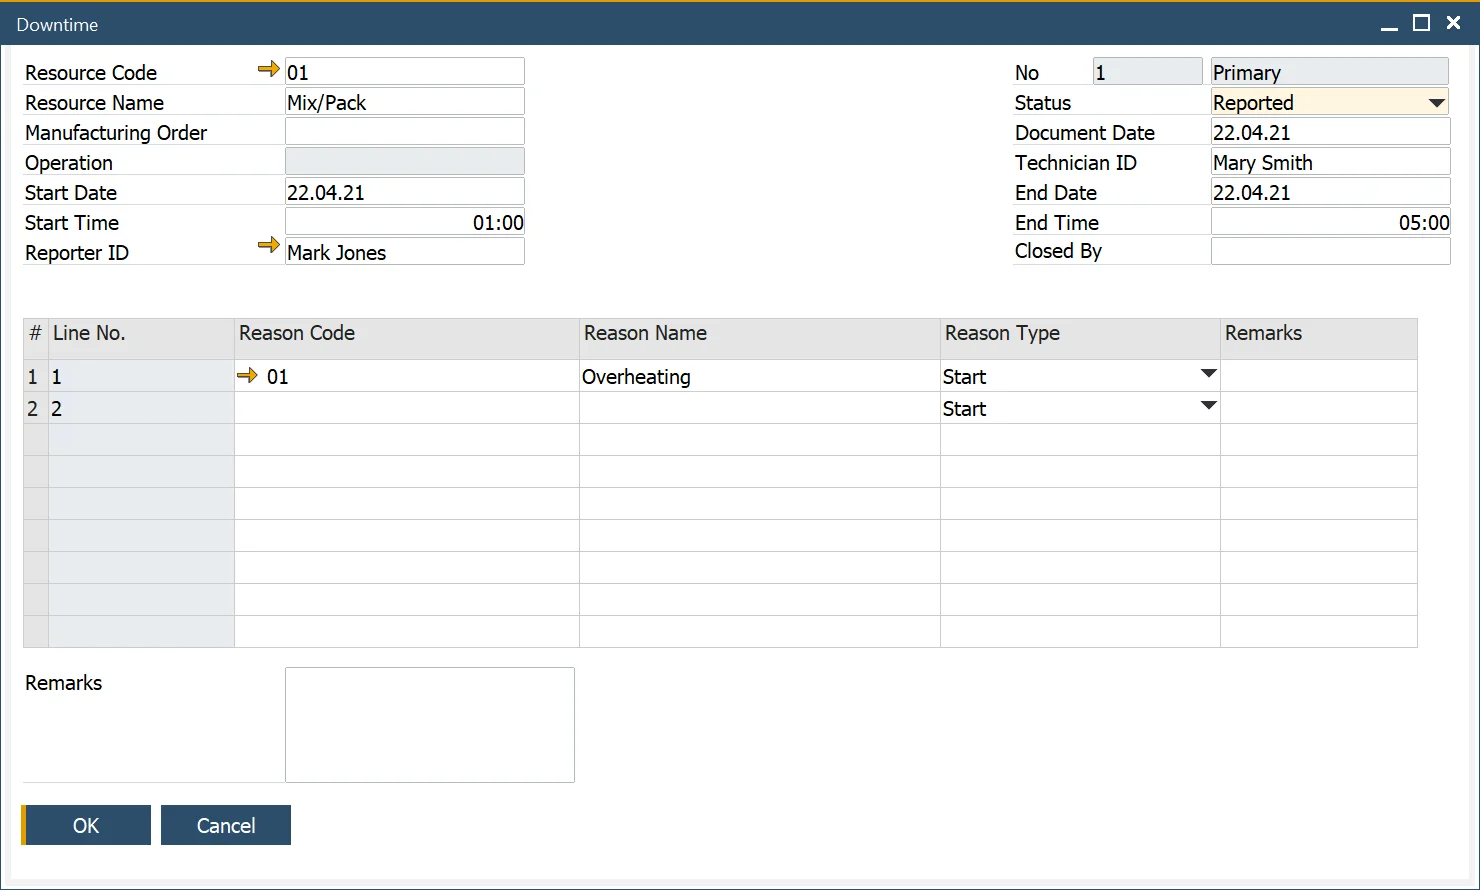 Downtime
Resource Code 01 No 1 Primary
Resource Name Mix/Pack Status Reported
Manufacturing Order Document Date 22.04.21
Operation Technician ID Mary Smith
Start Date 22.04.21 End Date 22.04.21
Start Time 01:00 End Time 05:00
Reporter ID Mark Jones Closed By
# Line No. Reason Code Reason Name Reason Type Remarks
1 1 01 Overheating Start
2 2 Start
Remarks
OK Cancel